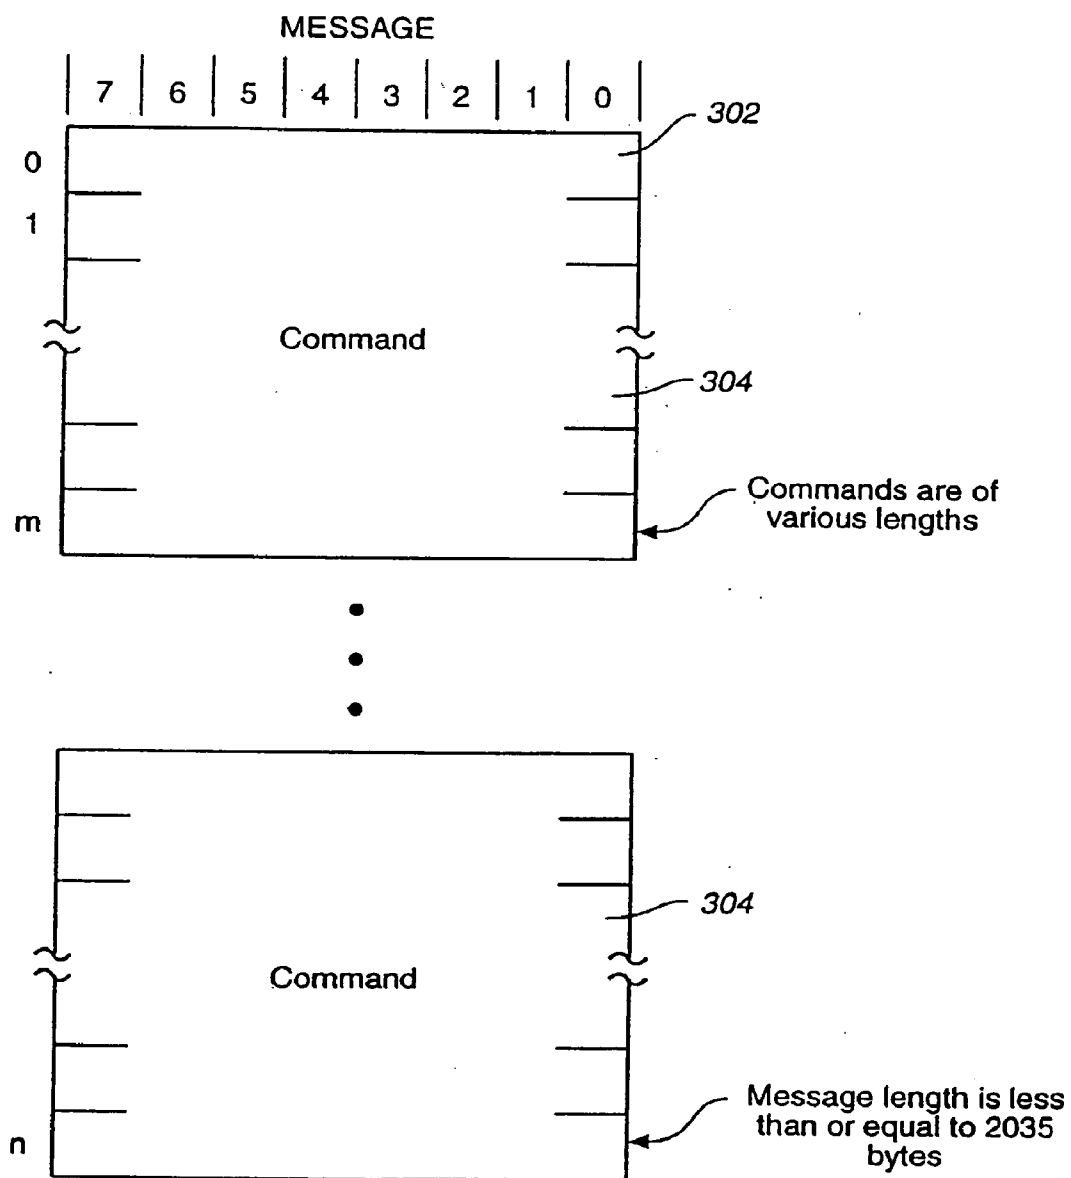 MESSAGE
7 6 5 4 3 2 1 0
302
0
1
Command
304
Commands are of
various lengths
m
304
Command
Message length is less
than or equal to 2035
bytes
n